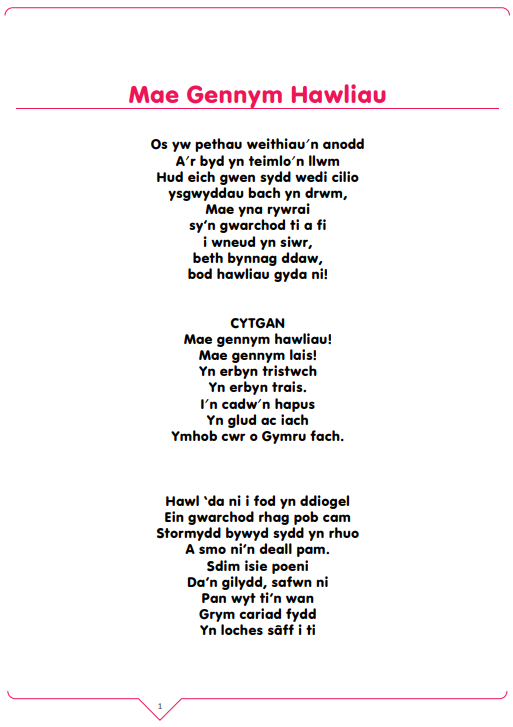 Mae Gennym Hawliau
Os yw pethau weithiau'n anodd
A'r byd yn teimlo'n llwm
Hud eich gwen sydd wedi cilio
ysgwyddau bach yn drwm,
Mae yna rywrai
sy'n gwarchod ti a fi
i wneud yn siwr,
beth bynnag ddaw,
bod hawliau gyda ni!
CYTGAN
Mae gennym hawliau!
Mae gennym lais!
Yn erbyn tristwch
Yn erbyn trais.
I'n cadw'n hapus
Yn glud ac iach
Ymhob cwr o Gymru fach.
Hawl 'da ni i fod yn ddiogel
Ein gwarchod rhag pob cam
Stormydd bywyd sydd yn rhuo
A smo ni'n deall pam.
Sdim isie poeni
Da'n gilydd, safwn ni
Pan wyt ti'n wan
Grym cariad fydd
Yn loches sâff i ti
1